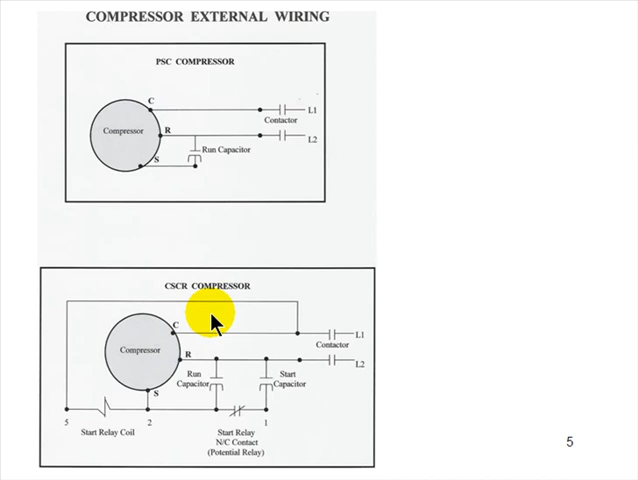 COMPRESSOR EXTERNAL WIRING
PSC COMPRESSOR
C
L1
Contactor
Compressor
R
L2
Run Capacitor
S
CSCR COMPRESSOR
C
L1
Contactor
Compressor
R
L2
Run
Capacitor
Start
Capacitor
S
5
2
1
Start Relay Coil
Start Relay
N/C Contact
(Potential Relay)
5